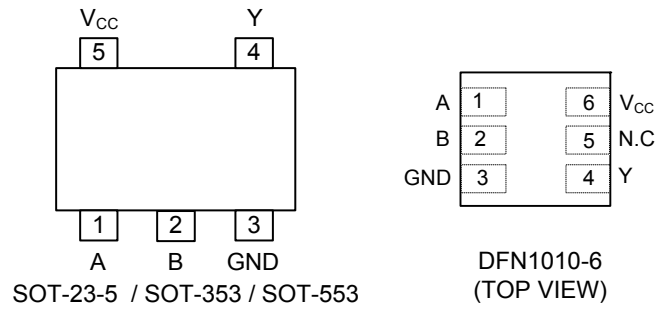 VCC Y
5 4
1 2 3
A B GND
SOT-23-5 / SOT-353 / SOT-553
A 1 6 VCC
B 2 5 N.C
GND 3 4 Y
DFN1010-6
(TOP VIEW)